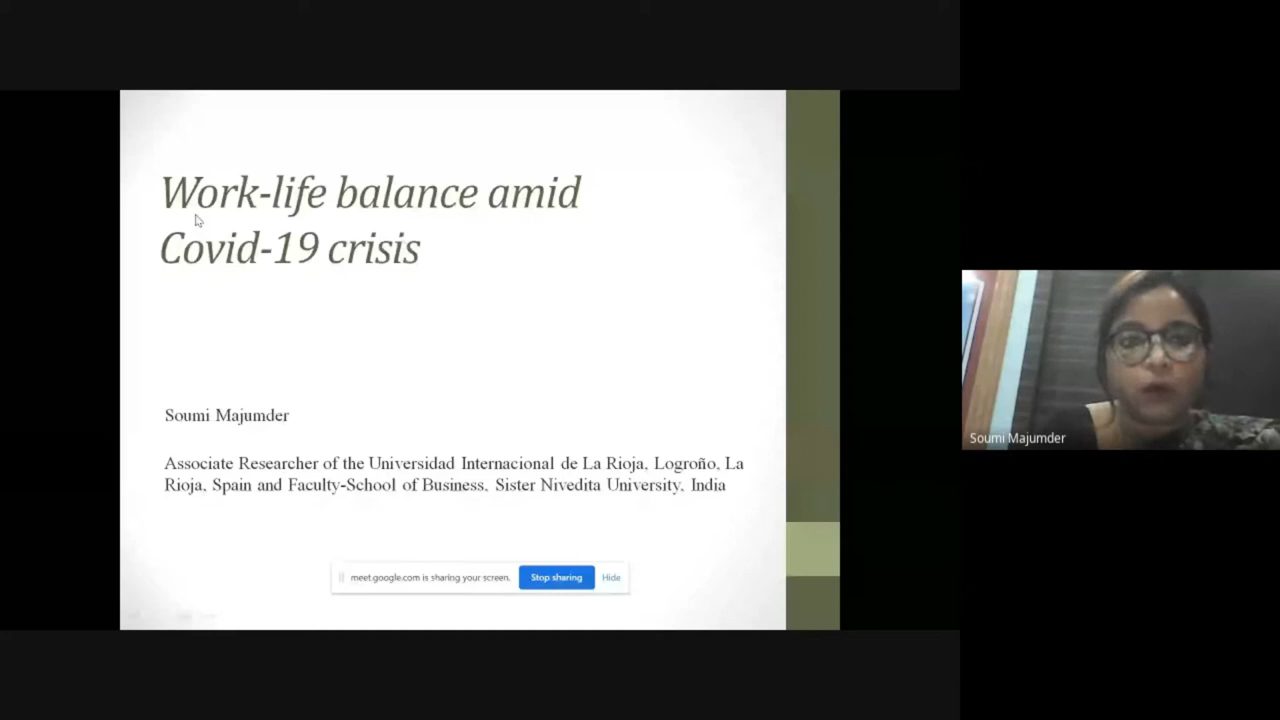 Work-life balance amid
Covid-19 crisis
Soumi Majumder
Associate Researcher of the Universidad Internacional de La Rioja, Logroño, La
Rioja, Spain and Faculty-School of Business, Sister Nivedita University, India
meet.google.com is sharing your screen. Stop sharing Hide
Soumi Majumder